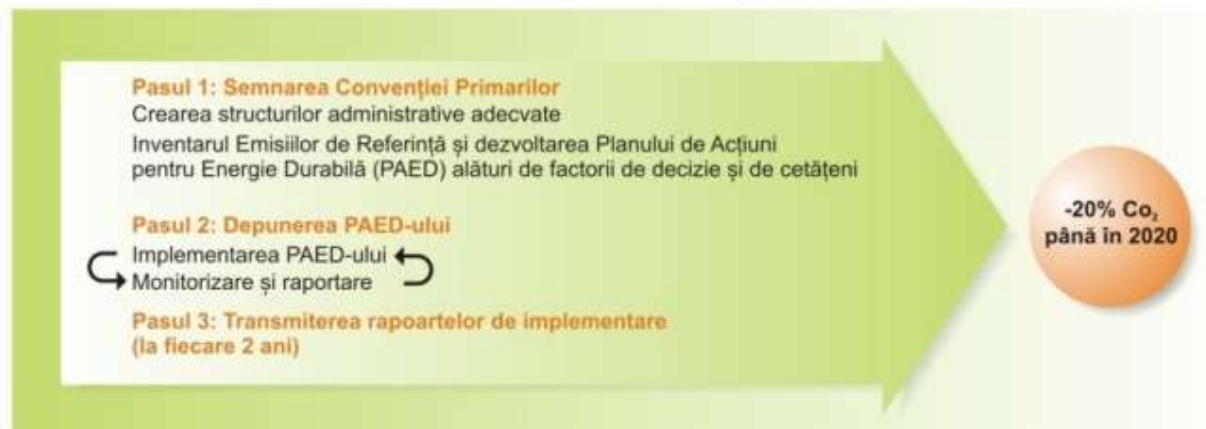 Pasul 1: Semnarea Convenției Primarilor
Crearea structurilor administrative adecvate
Inventarul Emisiilor de Referință și dezvoltarea Planului de Acțiuni
pentru Energie Durabilă (PAED) alături de factorii de decizie și de cetățeni
Pasul 2: Depunerea PAED-ului
Implementarea PAED-ului
Monitorizare și raportare
Pasul 3: Transmiterea rapoartelor de implementare
(la fiecare 2 ani)
-20% Co₂
până în 2020